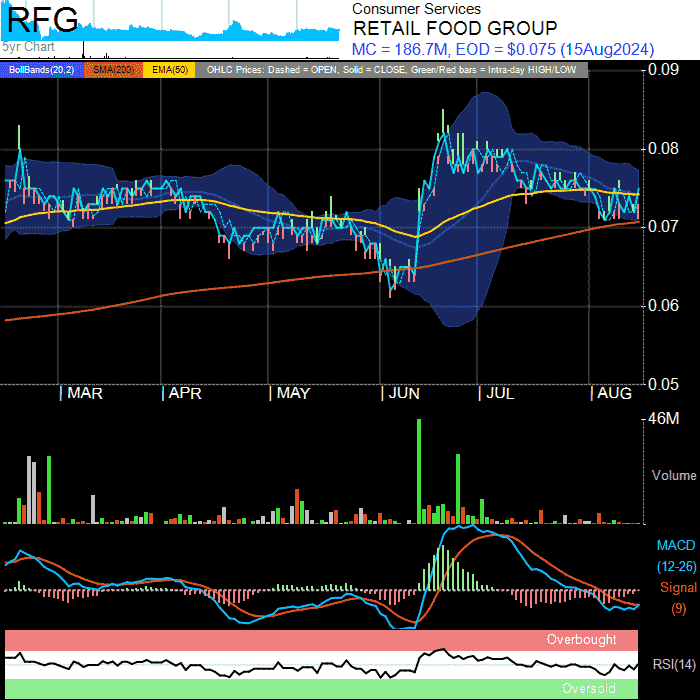 RFG
5yr Chart
Consumer Services
RETAIL FOOD GROUP
MC = 186.7M, EOD = $0.075 (15Aug2024)
BollBands(20,2) SMA(200) EMA(50) OHLC Prices: Dashed = OPEN, Solid = CLOSE, Green/Red bars = Intra-day HIGH/LOW
0.09
0.08
0.07
0.06
0.05
MAR APR MAY JUN JUL AUG
46M
Volume
MACD
(12-26)
Signal
(9)
Overbought
RSI(14)
Oversold